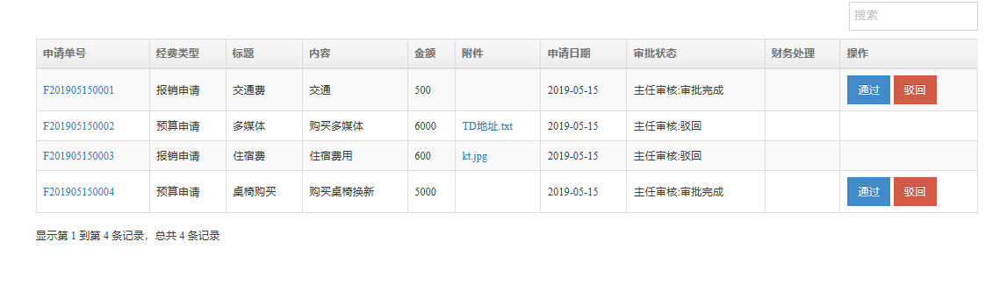 搜索
申请单号 经费类型 标题 内容 金额 附件 申请日期 审批状态 财务处理 操作
F201905150001 报销申请 交通费 交通 500 2019-05-15 主任审核:审批完成 通过 驳回
F201905150002 预算申请 多媒体 购买多媒体 6000 TD地址.txt 2019-05-15 主任审核:驳回
F201905150003 报销申请 住宿费 住宿费用 600 kt.jpg 2019-05-15 主任审核:驳回
F201905150004 预算申请 桌椅购买 购买桌椅换新 5000 2019-05-15 主任审核:审批完成 通过 驳回
显示第 1 到第 4 条记录，总共 4 条记录